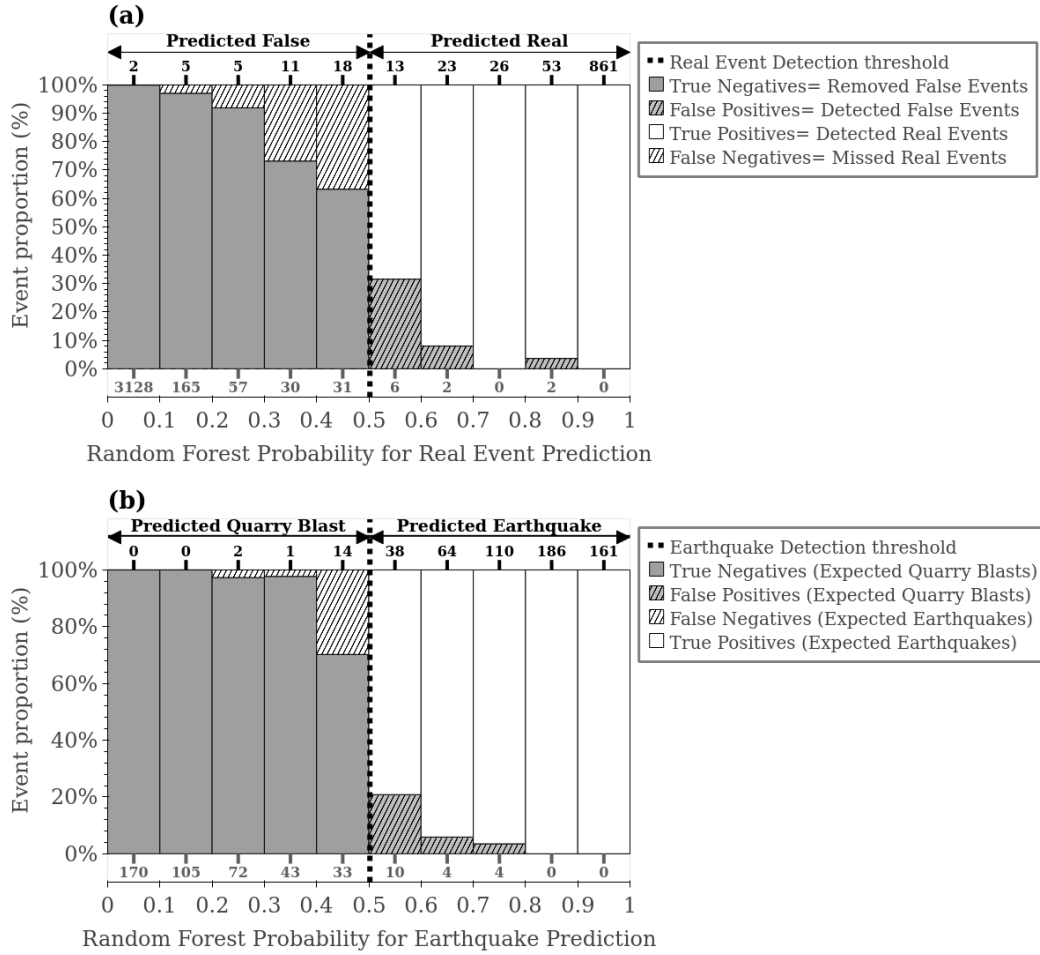 (a)
Predicted False Predicted Real
2 5 5 11 18 13 23 26 53 861
100%
90%
80%
70%
60%
50%
40%
30%
20%
10%
0%
Event proportion (%)
3128 165 57 30 31 6 2 0 2 0
0 0.1 0.2 0.3 0.4 0.5 0.6 0.7 0.8 0.9 1
Random Forest Probability for Real Event Prediction
Real Event Detection threshold
True Negatives= Removed False Events
False Positives= Detected False Events
True Positives= Detected Real Events
False Negatives= Missed Real Events
(b)
Predicted Quarry Blast Predicted Earthquake
0 0 2 1 14 38 64 110 186 161
100%
80%
60%
40%
20%
0%
Event proportion (%)
170 105 72 43 33 10 4 4 0 0
0 0.1 0.2 0.3 0.4 0.5 0.6 0.7 0.8 0.9 1
Random Forest Probability for Earthquake Prediction
Earthquake Detection threshold
True Negatives (Expected Quarry Blasts)
False Positives (Expected Quarry Blasts)
False Negatives (Expected Earthquakes)
True Positives (Expected Earthquakes)